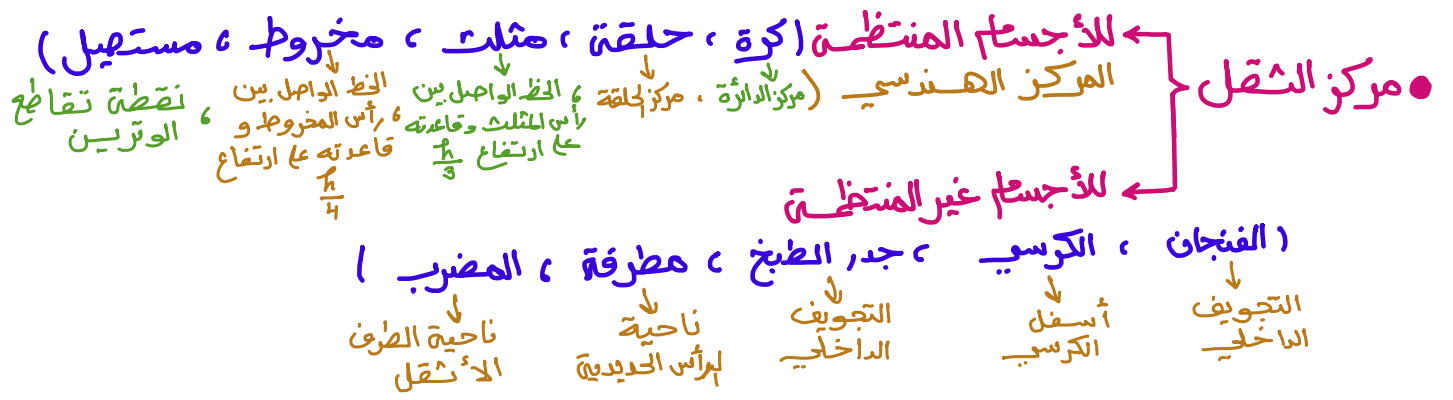 • مركز الثقل
للأجسام المنتظمة (كرة ، حلقة ، مثلث ، مخروط ، مستطيل)
المركز الهندسي (
مركز الدائرة ، مركز الحلقة ،
الخط الواصل بين
رأس المثلث وقاعدته
على ارتفاع h/3
الخط الواصل بين
، رأس المخروط و
قاعدته على ارتفاع
h/4
، نقطة تقاطع
الوترين
للأجسام غير المنتظمة
(الفنجان ، الكرسي ، جدر الطبخ ، مطرقة ، المضرب )
التجويف
الداخلي
أسفل
الكرسي
التجويف
الداخلي
ناحية
الرأس الحديدية
ناحية الطرف
الأثقل